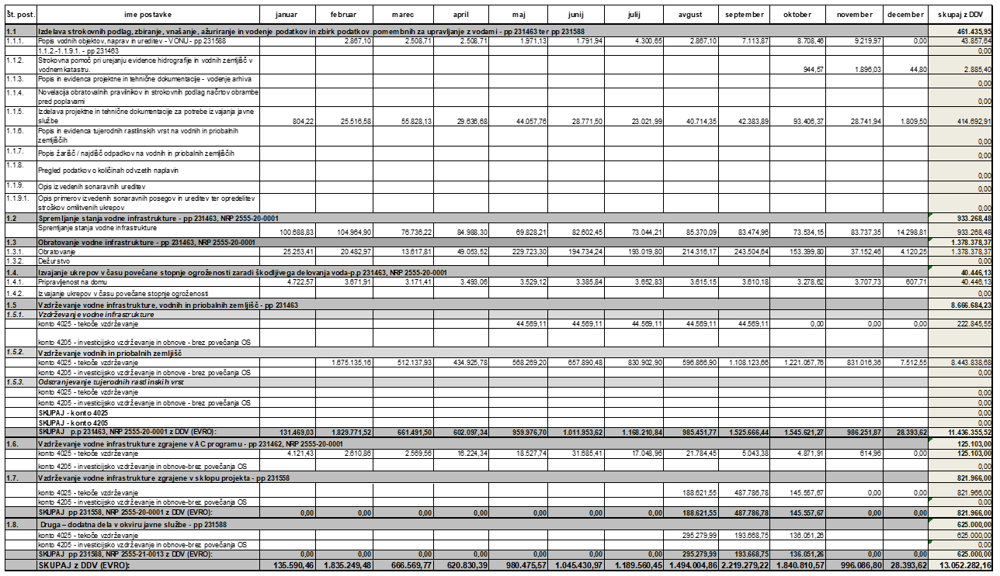 Št. post. ime postavke januar februar marec april maj junij julij avgust september oktober november december skupaj z DDV
1.1 Izdelava strokovnih podlag, zbiranje, vnašanje, ažuriranje in vodenje podatkov in zbirk podatkov pomembnih za upravljanje z vodami - pp 231463 ter pp 231588 461.435,95
1.1.1. Popis vodnih objektov, naprav in ureditev - VONU - pp 231588 2.867,10 2.508,71 2.508,71 1.971,13 1.791,94 4.300,65 2.867,10 7.113,87 8.708,46 9.219,97 0,00 43.857,64
1.1.2.-1.1.9.1. - pp 231463 0,00
1.1.2. Strokovna pomoč pri urejanju evidence hidrografije in vodnih zemljišč v
vodnem katastru. 944,57 1.896,03 44,80 2.885,40
1.1.3. Popis in evidenca projektne in tehnične dokumentacije - vodenje arhiva 0,00
1.1.4. Novelacija obratovalnih pravilnikov in strokovnih podlag načrtov obrambe
pred poplavami 0,00
1.1.5. Izdelava projektne in tehnične dokumentacije za potrebe izvajanja javne
službe 804,22 25.516,58 55.828,13 29.636,68 44.057,76 28.771,50 23.021,99 40.714,35 42.383,89 93.406,37 28.741,94 1.809,50 414.692,91
1.1.6. Popis in evidenca tujerodnih rastlinskih vrst na vodnih in priobalnih
zemljiščih 0,00
1.1.7. Popis žarišč / najdišč odpadkov na vodnih in priobalnih zemljiščih 0,00
1.1.8. Pregled podatkov o količinah odvzetih naplavin 0,00
1.1.9. Opis izvedenih sonaravnih ureditev 0,00
1.1.9.1. Opis primerov izvedenih sonaravnih posegov in ureditev ter opredelitev
stroškov omilitvenih ukrepov 0,00
1.2 Spremljanje stanja vodne infrastrukture - pp 231463, NRP 2555-20-0001 933.268,48
Spremljanje stanja vodne infrastrukture 100.688,83 104.964,90 76.736,22 84.988,30 69.828,21 82.602,45 73.044,21 85.370,09 83.474,96 73.534,15 83.737,35 14.298,81 933.268,48
1.3 Obratovanje vodne infrastrukture - pp 231463, NRP 2555-20-0001 1.378.378,37
1.3.1. Obratovanje 25.253,41 20.482,97 13.617,81 49.053,52 229.723,30 194.734,24 193.019,80 214.316,17 243.504,64 153.399,80 37.152,46 4.120,25 1.378.378,37
1.3.2. Dežurstvo 0,00
1.4. Izvajanje ukrepov v času povečane stopnje ogroženosti zaradi škodljivega delovanja voda-p.p 231463, NRP 2555-20-0001 40.446,13
1.4.1. Pripravljenost na domu 4.722,57 3.671,91 3.171,41 3.493,06 3.529,12 3.385,84 3.652,83 3.615,15 3.610,18 3.278,62 3.707,73 607,71 40.446,13
1.4.2. Izvajanje ukrepov v času povečane stopnje ogroženosti 0,00
1.5 Vzdrževanje vodne infrastrukture, vodnih in priobalnih zemljišč - pp 231463 8.666.684,23
1.5.1. Vzdrževanje vodne infrastrukture
konto 4025 - tekoče vzdrževanje 44.569,11 44.569,11 44.569,11 44.569,11 44.569,11 0,00 0,00 0,00 222.845,55
konto 4205 - investicijsko vzdrževanje in obnove - brez povečanja OS
1.5.2. Vzdrževanje vodnih in priobalnih zemljišč
konto 4025 - tekoče vzdrževanje 1.675.135,16 512.137,93 434.925,78 568.269,20 657.890,48 830.902,90 596.866,90 1.108.123,66 1.221.057,76 831.016,36 7.512,55 8.443.838,68
konto 4205 - investicijsko vzdrževanje in obnove - brez povečanja OS 0,00
1.5.3. Odstranjevanje tujerodnih rastlinskih vrst
konto 4025 - tekoče vzdrževanje 0,00
konto 4205 - investicijsko vzdrževanje in obnove - brez povečanja OS 0,00
SKUPAJ - konto 4025 0,00
SKUPAJ - konto 4205 0,00
SKUPAJ p.p 231463, NRP 2555-20-0001 z DDV (EVRO): 131.469,03 1.829.771,52 661.491,50 602.097,34 959.976,70 1.011.953,62 1.168.210,84 985.451,77 1.525.666,44 1.545.621,27 986.251,87 28.393,62 11.436.355,52
1.6. Vzdrževanje vodne infrastrukture zgrajene v AC programu - pp 231462, NRP 2555-20-0001 125.103,00
konto 4025 - tekoče vzdrževanje 4.121,43 2.610,86 2.569,56 16.224,34 18.527,74 31.685,41 17.048,96 21.784,45 5.043,38 4.871,91 614,96 0,00 125.103,00
konto 4205 - investicijsko vzdrževanje in obnove-brez povečanja OS 0,00
1.7. Vzdrževanje vodne infrastrukture zgrajene v sklopu projekta - pp 231558 821.966,00
konto 4025 - tekoče vzdrževanje 188.621,55 487.786,78 145.557,67 0,00 0,00 821.966,00
konto 4205 - investicijsko vzdrževanje in obnove-brez povečanja OS 0,00
SKUPAJ pp 231558, NRP 2555-20-0001 z DDV (EVRO): 0,00 0,00 0,00 0,00 0,00 0,00 0,00 188.621,55 487.786,78 145.557,67 0,00 0,00 821.966,00
1.8. Druga – dodatna dela v okviru javne službe - pp 231588 625.000,00
konto 4025 - tekoče vzdrževanje 295.279,99 193.668,75 136.051,26 625.000,00
konto 4205 - investicijsko vzdrževanje in obnove-brez povečanja OS 0,00
SKUPAJ pp 231588, NRP 2555-21-0013 z DDV (EVRO): 0,00 0,00 0,00 0,00 0,00 0,00 0,00 295.279,99 193.668,75 136.051,26 0,00 0,00 625.000,00
SKUPAJ z DDV (EVRO): 135.590,46 1.835.249,48 666.569,77 620.830,39 980.475,57 1.045.430,97 1.189.560,45 1.494.004,86 2.219.279,22 1.840.810,57 996.086,80 28.393,62 13.052.282,16